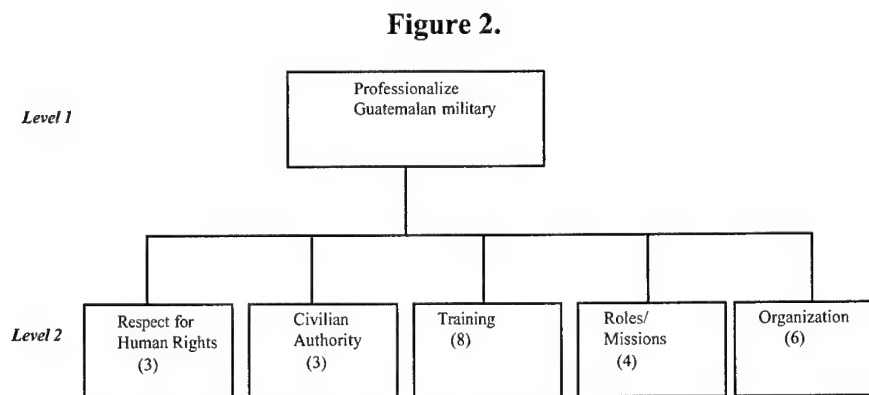 Figure 2.
Level 1
Professionalize
Guatemalan military
Level 2
Respect for
Human Rights
(3)
Civilian
Authority
(3)
Training
(8)
Roles/
Missions
(4)
Organization
(6)